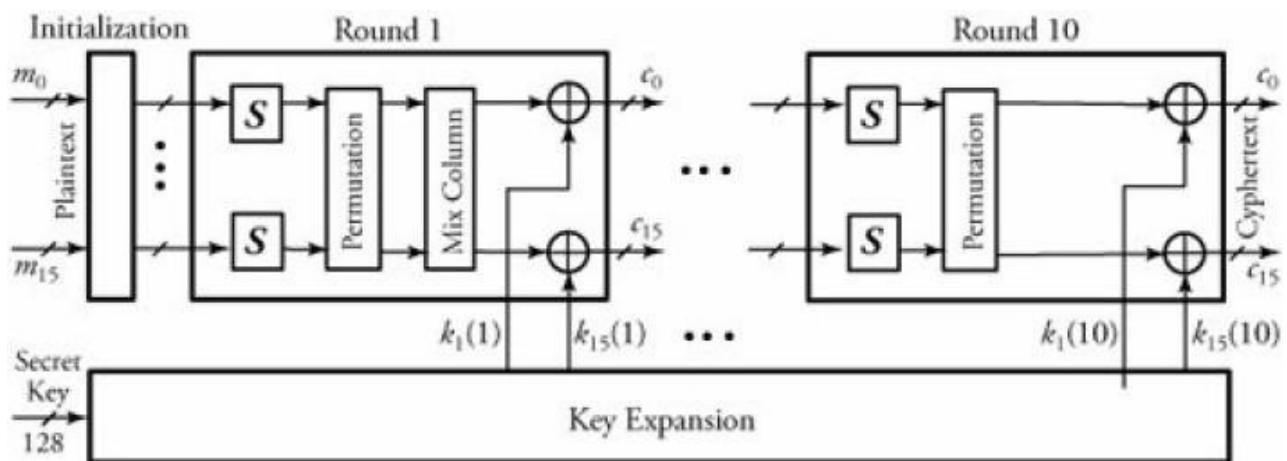 Initialization Round 1 Round 10
m₀ c₀ c₀
Plaintext
S Permutation Mix Column S Permutation
Cyphertext
m₁₅ S c₁₅ S c₁₅
k₁(1) k₁₅(1) k₁(10) k₁₅(10)
Secret
Key
128
Key Expansion